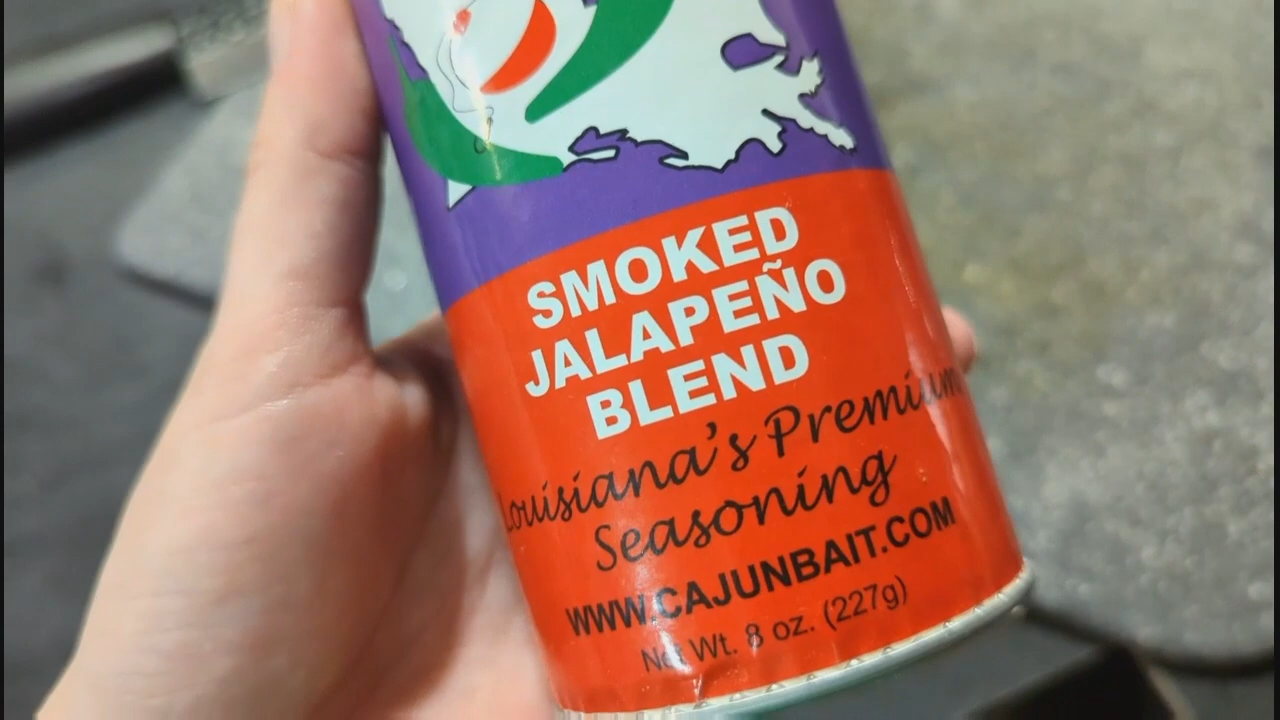 SMOKED
JALAPEÑO
BLEND
Louisiana's Premium
Seasoning
WWW.CAJUNBAIT.COM
Net Wt. 8 oz. (227g)